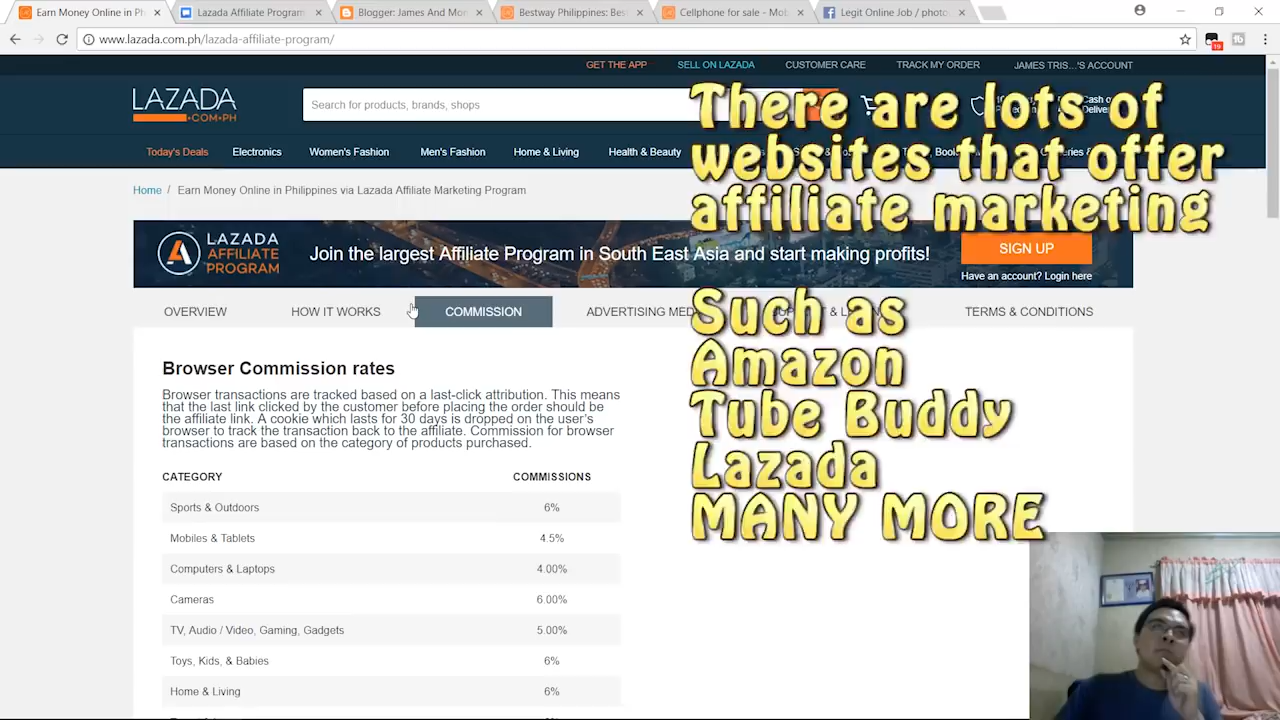 Earn Money Online in P
Lazada Affiliate Program
Blogger: James And Mon
Bestway Philippines: Bes
Cellphone for sale - Mob
Legit Online Job / photo
www.lazada.com.ph/lazada-affiliate-program/
19
fb
GET THE APP
SELL ON LAZADA
CUSTOMER CARE
TRACK MY ORDER
JAMES TRIS...'S ACCOUNT
LAZADA
.COM.PH
Search for products, brands, shops
Today's Deals
Electronics
Women's Fashion
Men's Fashion
Home & Living
Health & Beauty
Home / Earn Money Online in Philippines via Lazada Affiliate Marketing Program
There are lots of
websites that offer
affiliate marketing
LAZADA
AFFILIATE
PROGRAM
Join the largest Affiliate Program in South East Asia and start making profits!
SIGN UP
Have an account? Login here
OVERVIEW
HOW IT WORKS
COMMISSION
ADVERTISING MED
TERMS & CONDITIONS
Such as
Amazon
Tube Buddy
Lazada
MANY MORE
Browser Commission rates
Browser transactions are tracked based on a last-click attribution. This means
that the last link clicked by the customer before placing the order should be
the affiliate link. A cookie which lasts for 30 days is dropped on the user's
browser to track the transaction back to the affiliate. Commission for browser
transactions are based on the category of products purchased.
CATEGORY COMMISSIONS
Sports & Outdoors 6%
Mobiles & Tablets 4.5%
Computers & Laptops 4.00%
Cameras 6.00%
TV, Audio / Video, Gaming, Gadgets 5.00%
Toys, Kids, & Babies 6%
Home & Living 6%